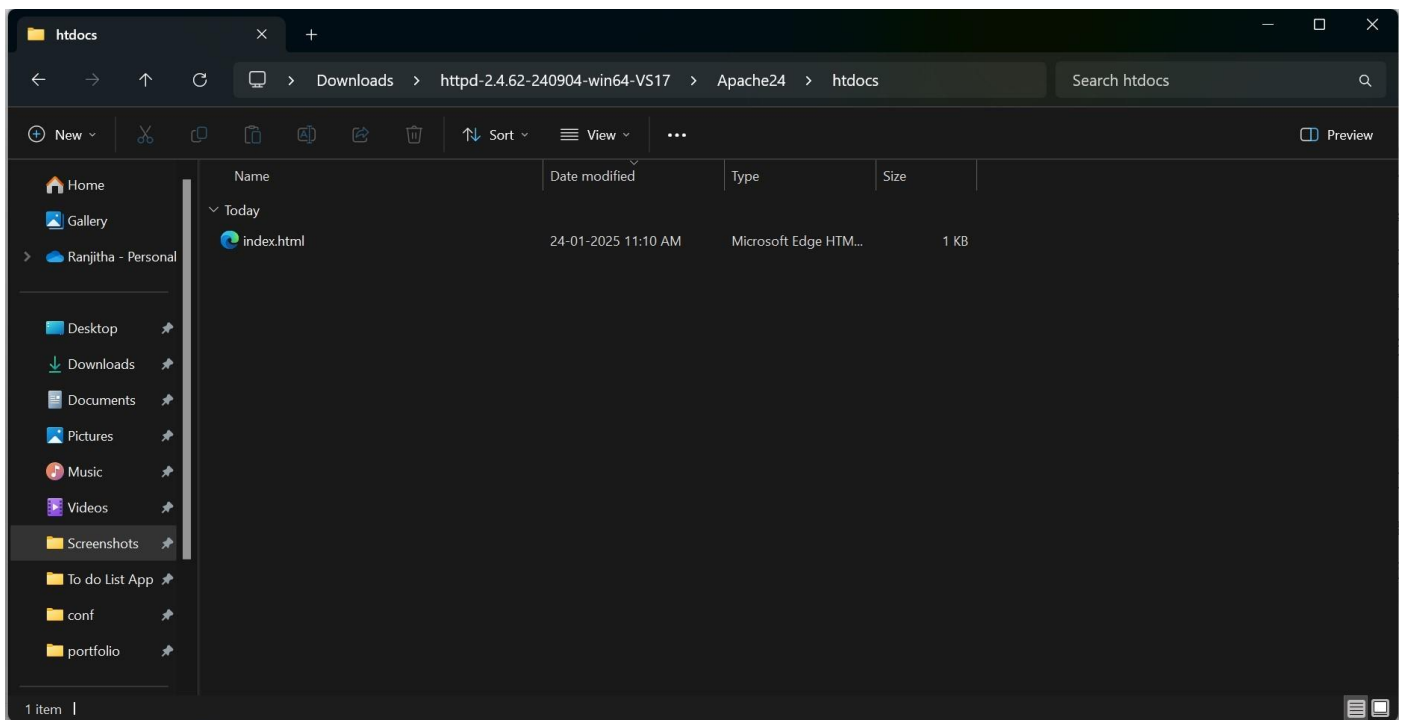 htdocs
Downloads > httpd-2.4.62-240904-win64-VS17 > Apache24 > htdocs
Search htdocs
New
Sort
View
Preview
Name Date modified Type Size
Today
index.html 24-01-2025 11:10 AM Microsoft Edge HTM... 1 KB
Home
Gallery
Ranjitha - Personal
Desktop
Downloads
Documents
Pictures
Music
Videos
Screenshots
To do List App
conf
portfolio
1 item